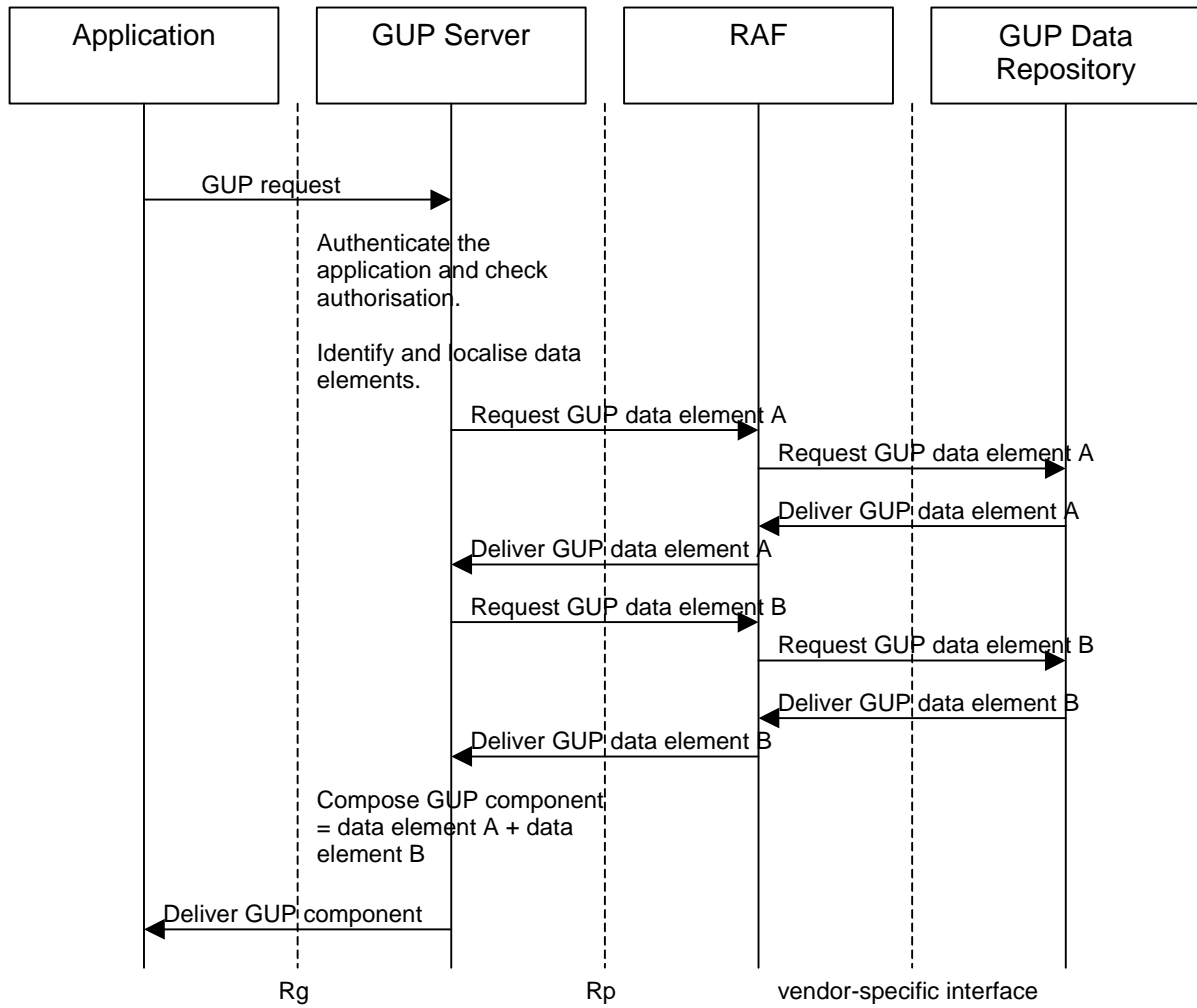 Application
GUP Server
RAF
GUP Data
Repository
GUP request
Authenticate the
application and check
authorisation.
Identify and localise data
elements.
Request GUP data element A
Request GUP data element A
Deliver GUP data element A
Deliver GUP data element A
Request GUP data element B
Request GUP data element B
Deliver GUP data element B
Deliver GUP data element B
Compose GUP component
= data element A + data
element B
Deliver GUP component
Rg
Rp
vendor-specific interface